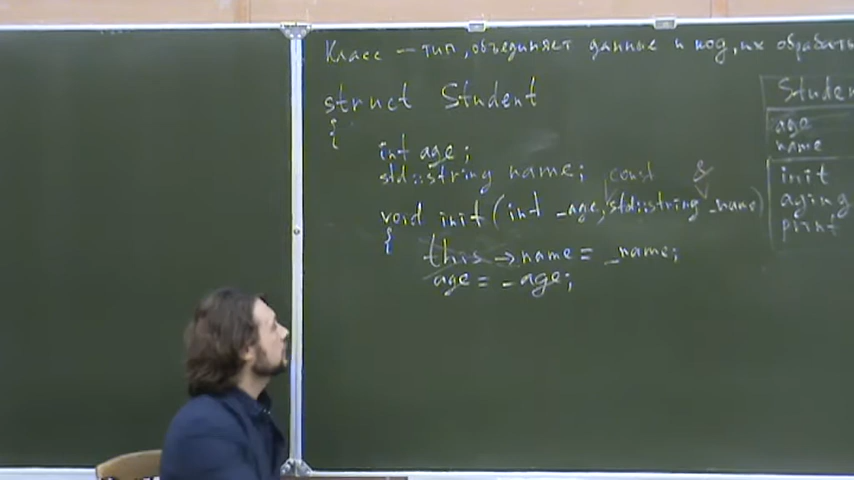 Класс — тип, объединяет данные и код, их обрабаты
struct Student
{
int age;
std::string name;
const &
void init(int _age, std::string _name)
{
this->name = _name;
age = _age;
Studen
age
name
init
aging
print